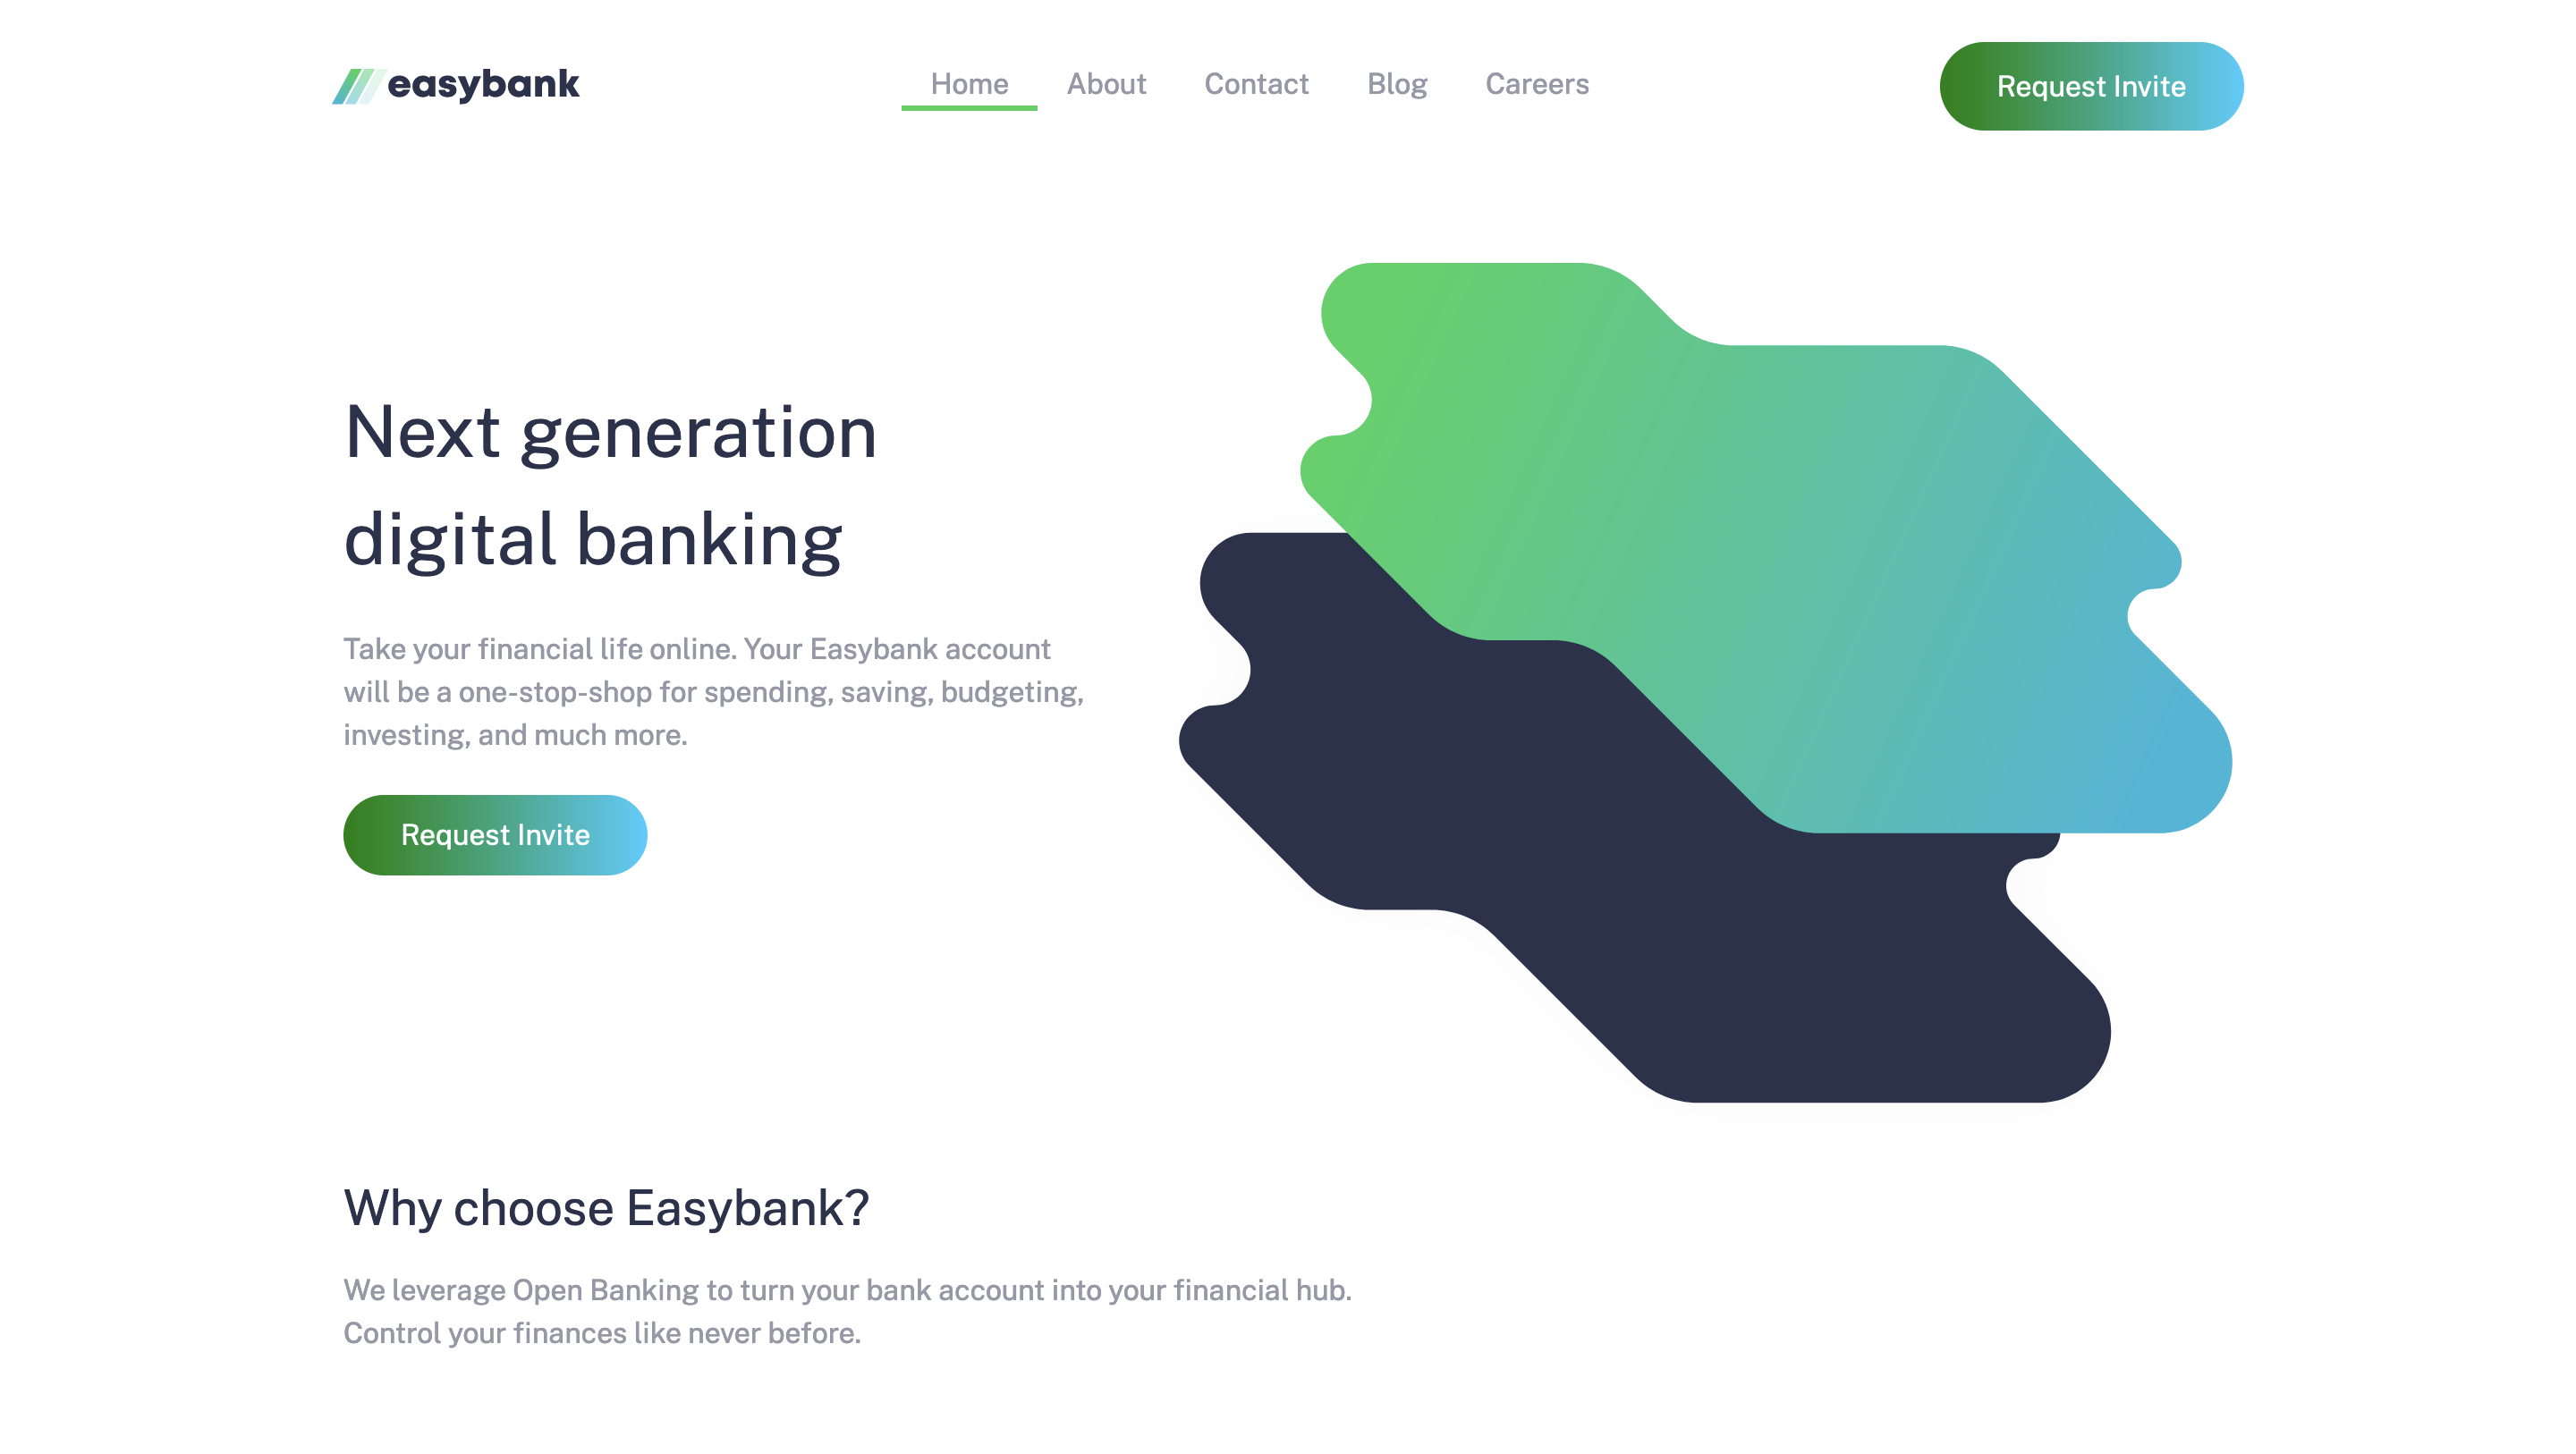 easybank
Home About Contact Blog Careers
Request Invite
Next generation
digital banking
Take your financial life online. Your Easybank account
will be a one-stop-shop for spending, saving, budgeting,
investing, and much more.
Request Invite
Why choose Easybank?
We leverage Open Banking to turn your bank account into your financial hub.
Control your finances like never before.